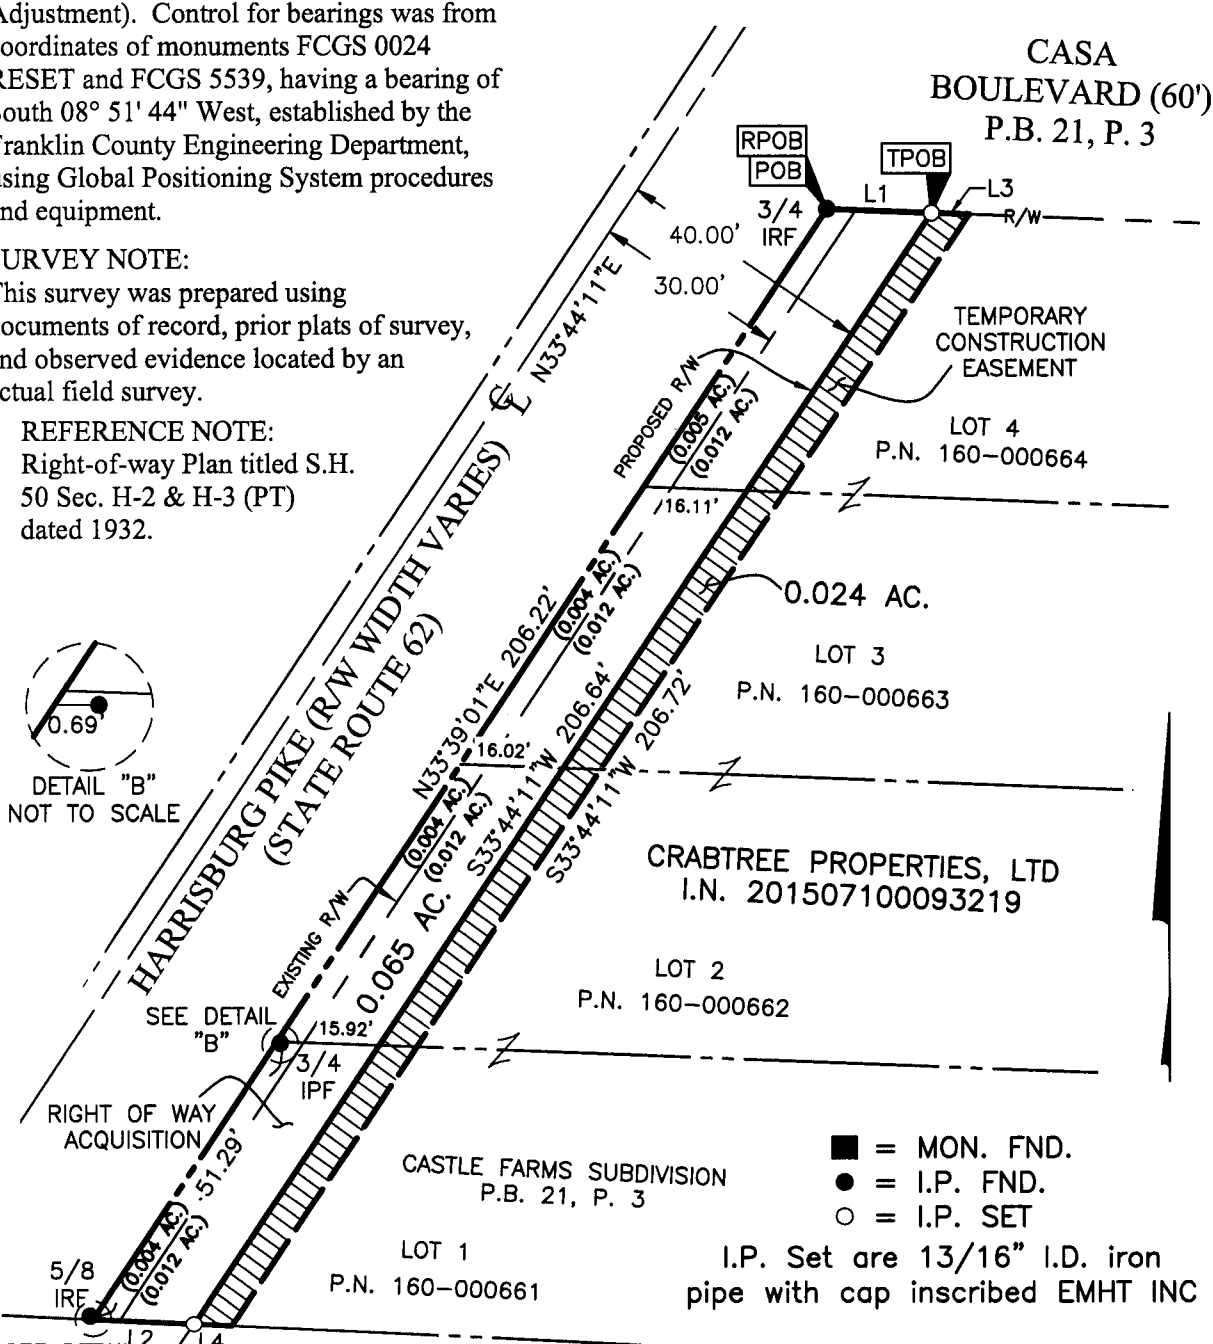 Adjustment). Control for bearings was from
coordinates of monuments FCGS 0024
RESET and FCGS 5539, having a bearing of
South 08° 51' 44" West, established by the
Franklin County Engineering Department,
using Global Positioning System procedures
and equipment.
SURVEY NOTE:
This survey was prepared using
documents of record, prior plats of survey,
and observed evidence located by an
actual field survey.
REFERENCE NOTE:
Right-of-way Plan titled S.H.
50 Sec. H-2 & H-3 (PT)
dated 1932.
CASA
BOULEVARD (60')
P.B. 21, P. 3
RPOB
POB
TPOB
L1
L3
R/W
3/4
IRF
40.00'
30.00'
N33°44'11"E
℄
TEMPORARY
CONSTRUCTION
EASEMENT
PROPOSED R/W
(0.005 AC.)
(0.012 AC.)
LOT 4
P.N. 160-000664
16.11'
HARRISBURG PIKE (R/W WIDTH VARIES)
(STATE ROUTE 62)
(0.004 AC.)
(0.012 AC.)
0.024 AC.
LOT 3
P.N. 160-000663
N33°39'01"E 206.22'
S33°44'11"W 206.64'
S33°44'11"W 206.72'
0.69'
DETAIL "B"
NOT TO SCALE
16.02'
(0.004 AC.)
(0.012 AC.)
CRABTREE PROPERTIES, LTD
I.N. 201507100093219
EXISTING R/W
0.065 AC.
LOT 2
P.N. 160-000662
SEE DETAIL
"B"
15.92'
3/4
IPF
RIGHT OF WAY
ACQUISITION
51.29'
CASTLE FARMS SUBDIVISION
P.B. 21, P. 3
(0.004 AC.)
(0.012 AC.)
LOT 1
P.N. 160-000661
5/8
IRF
L2
L4
■ = MON. FND.
● = I.P. FND.
○ = I.P. SET
I.P. Set are 13/16" I.D. iron
pipe with cap inscribed EMHT INC